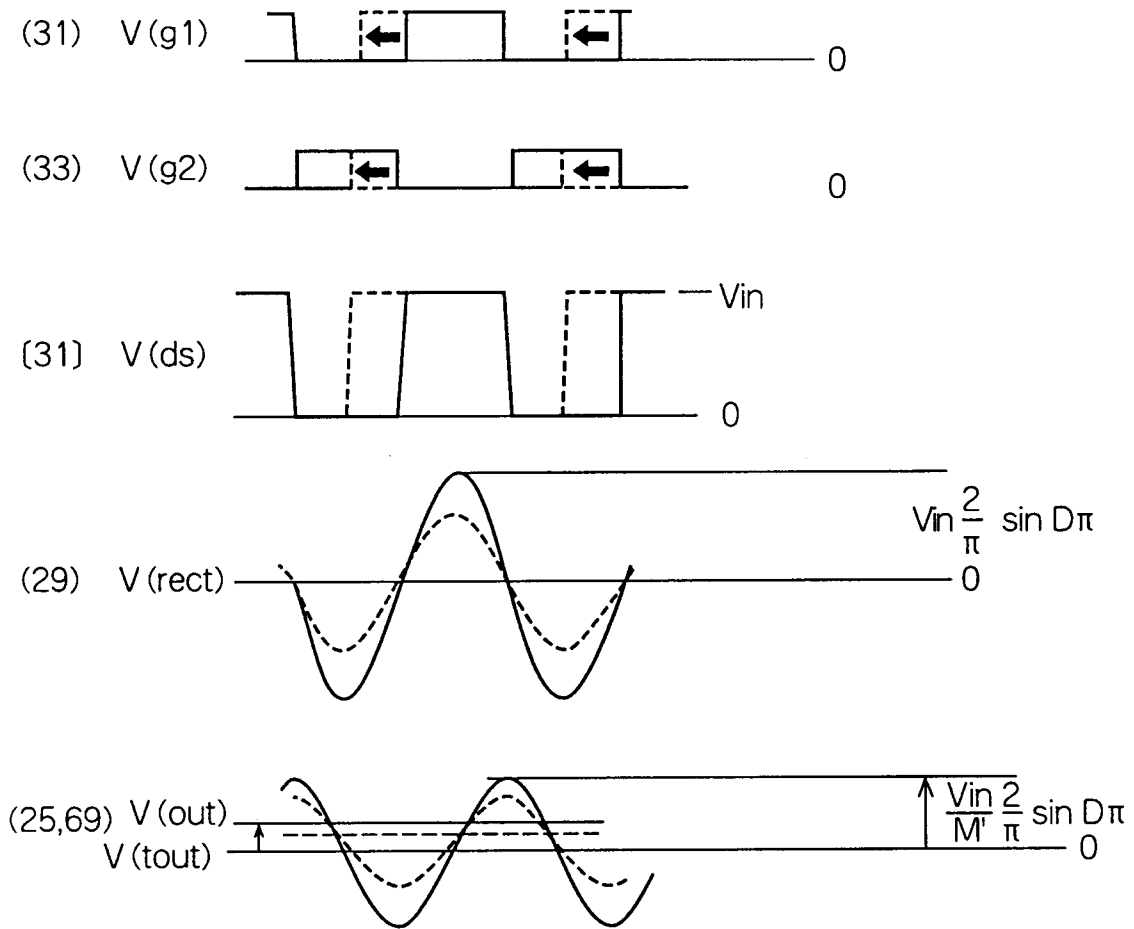 (31) V(g1)
0
(33) V(g2)
0
[31] V(ds)
Vin
0
Vin 2/π sin Dπ
(29) V(rect)
0
(25,69) V(out)
V(tout)
Vin/M' 2/π sin Dπ
0